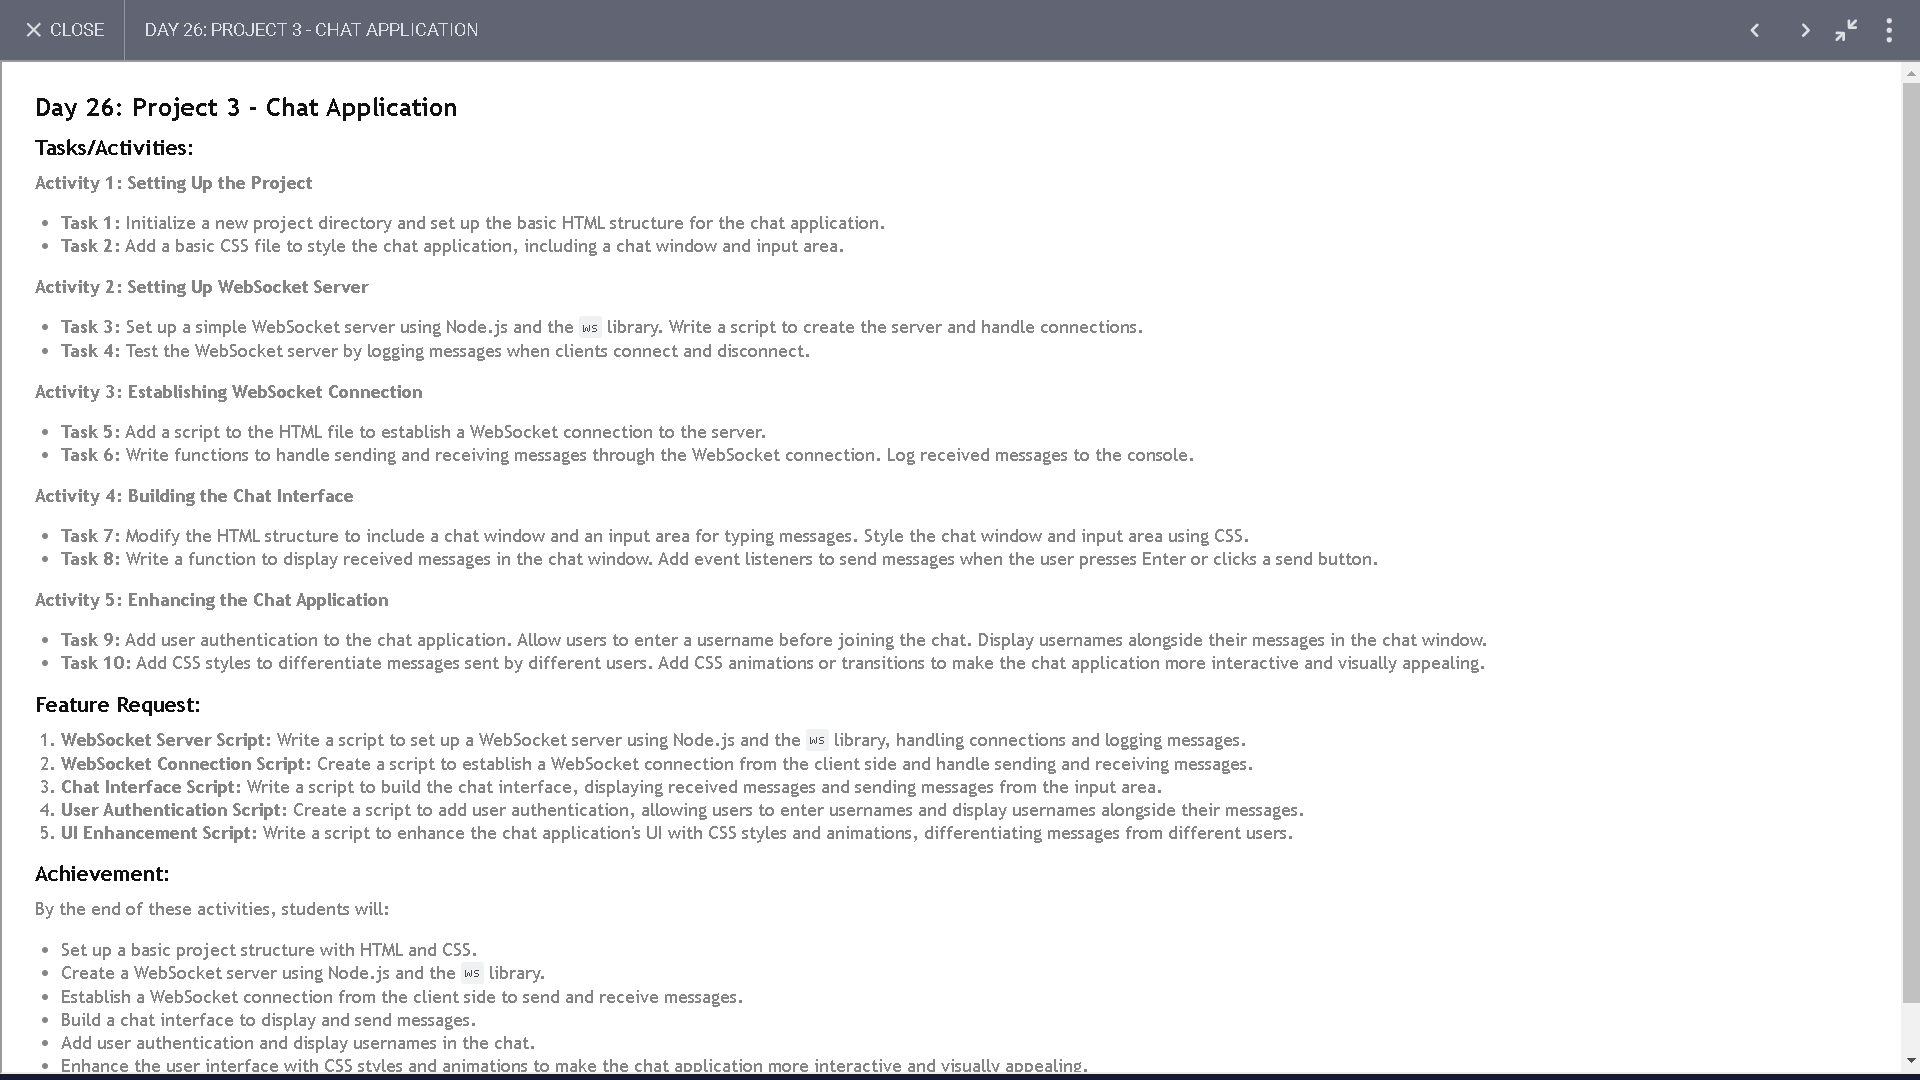 CLOSE
DAY 26: PROJECT 3 - CHAT APPLICATION
Day 26: Project 3 - Chat Application
Tasks/Activities:
Activity 1: Setting Up the Project
• Task 1: Initialize a new project directory and set up the basic HTML structure for the chat application.
• Task 2: Add a basic CSS file to style the chat application, including a chat window and input area.
Activity 2: Setting Up WebSocket Server
• Task 3: Set up a simple WebSocket server using Node.js and the ws library. Write a script to create the server and handle connections.
• Task 4: Test the WebSocket server by logging messages when clients connect and disconnect.
Activity 3: Establishing WebSocket Connection
• Task 5: Add a script to the HTML file to establish a WebSocket connection to the server.
• Task 6: Write functions to handle sending and receiving messages through the WebSocket connection. Log received messages to the console.
Activity 4: Building the Chat Interface
• Task 7: Modify the HTML structure to include a chat window and an input area for typing messages. Style the chat window and input area using CSS.
• Task 8: Write a function to display received messages in the chat window. Add event listeners to send messages when the user presses Enter or clicks a send button.
Activity 5: Enhancing the Chat Application
• Task 9: Add user authentication to the chat application. Allow users to enter a username before joining the chat. Display usernames alongside their messages in the chat window.
• Task 10: Add CSS styles to differentiate messages sent by different users. Add CSS animations or transitions to make the chat application more interactive and visually appealing.
Feature Request:
1. WebSocket Server Script: Write a script to set up a WebSocket server using Node.js and the ws library, handling connections and logging messages.
2. WebSocket Connection Script: Create a script to establish a WebSocket connection from the client side and handle sending and receiving messages.
3. Chat Interface Script: Write a script to build the chat interface, displaying received messages and sending messages from the input area.
4. User Authentication Script: Create a script to add user authentication, allowing users to enter usernames and display usernames alongside their messages.
5. UI Enhancement Script: Write a script to enhance the chat application's UI with CSS styles and animations, differentiating messages from different users.
Achievement:
By the end of these activities, students will:
• Set up a basic project structure with HTML and CSS.
• Create a WebSocket server using Node.js and the ws library.
• Establish a WebSocket connection from the client side to send and receive messages.
• Build a chat interface to display and send messages.
• Add user authentication and display usernames in the chat.
• Enhance the user interface with CSS styles and animations to make the chat application more interactive and visually appealing.